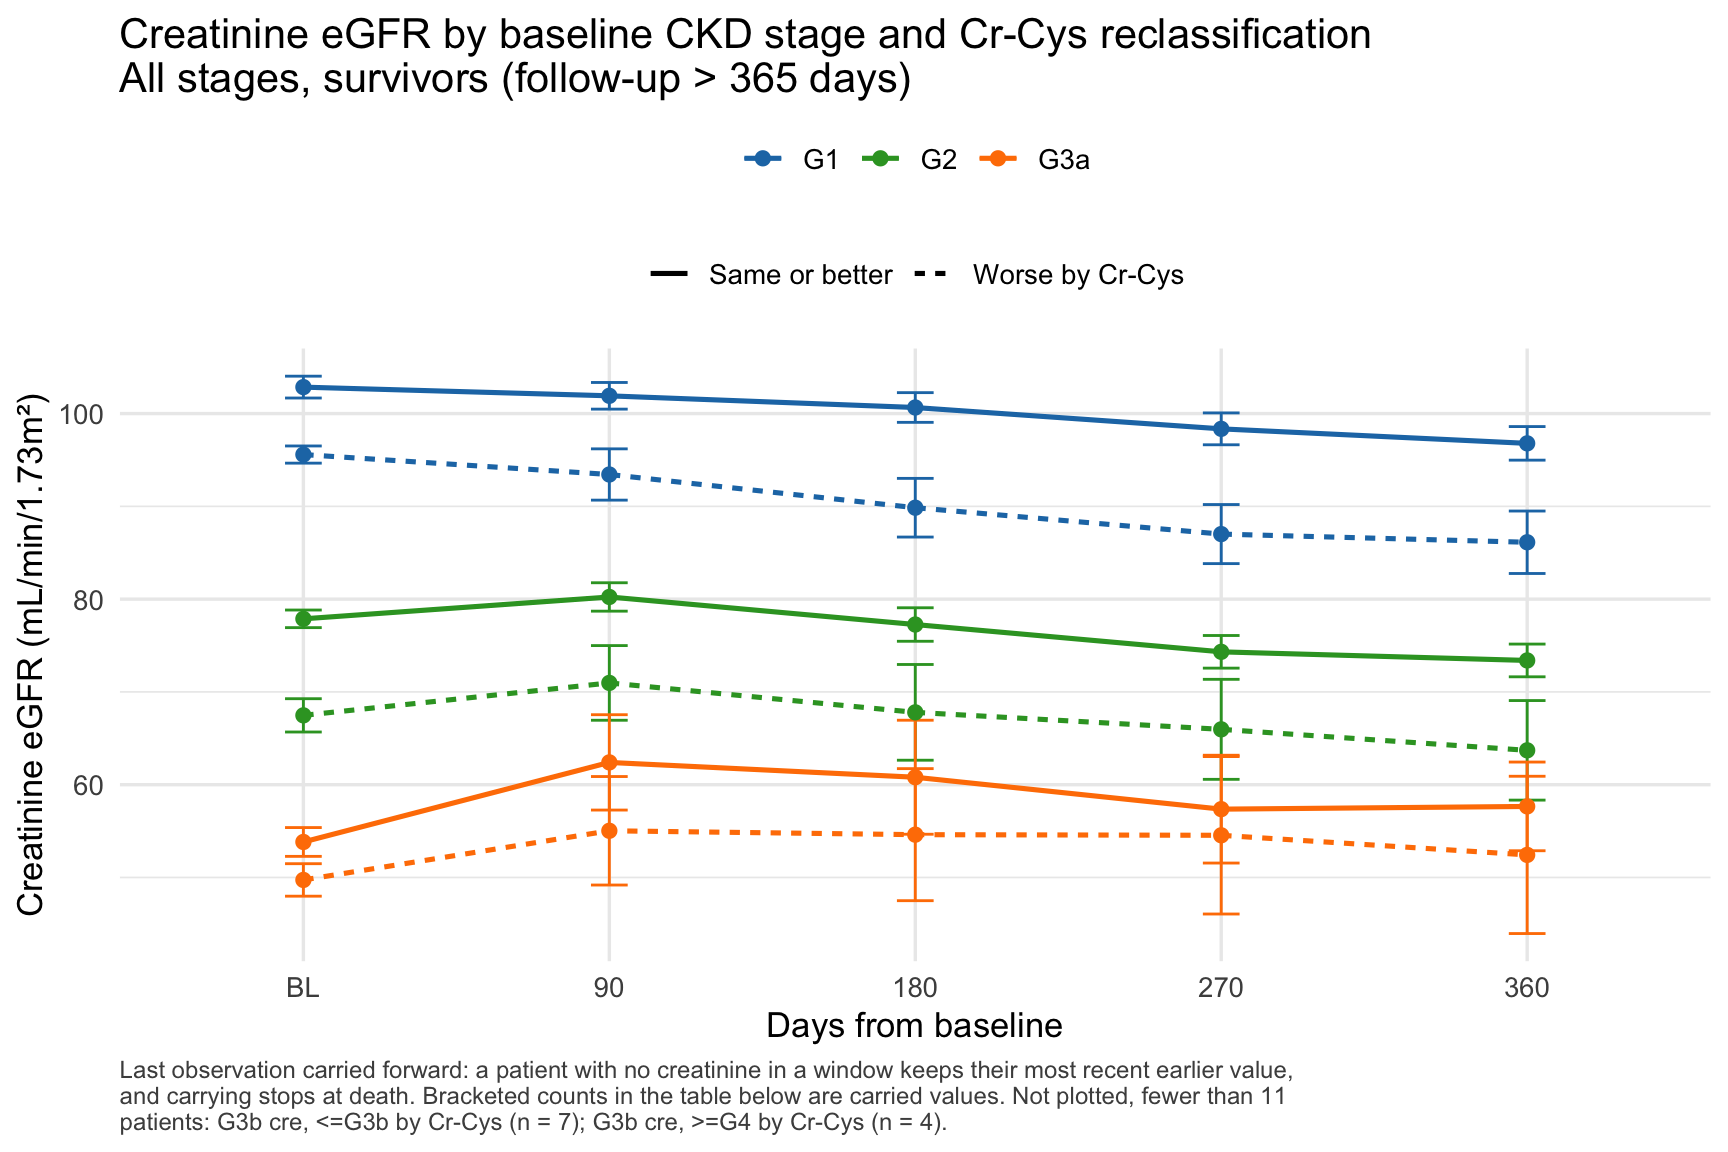 Creatinine eGFR by baseline CKD stage and Cr-Cys reclassification
All stages, survivors (follow-up > 365 days)
G1 G2 G3a
Same or better Worse by Cr-Cys
Creatinine eGFR (mL/min/1.73m²)
100
80
60
BL 90 180 270 360
Days from baseline
Last observation carried forward: a patient with no creatinine in a window keeps their most recent earlier value,
and carrying stops at death. Bracketed counts in the table below are carried values. Not plotted, fewer than 11
patients: G3b cre, <=G3b by Cr-Cys (n = 7); G3b cre, >=G4 by Cr-Cys (n = 4).